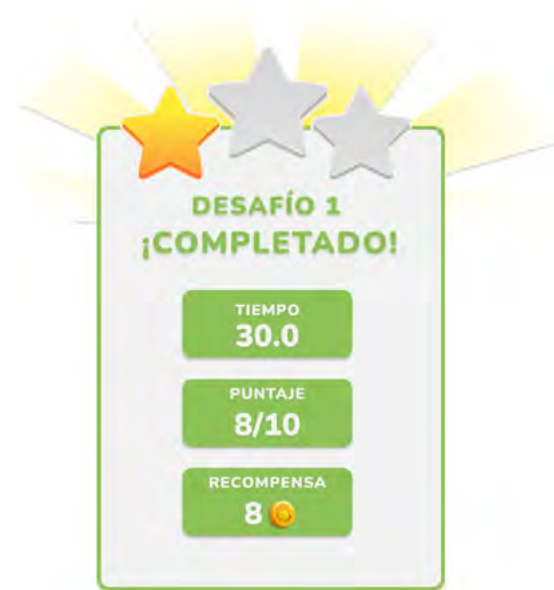 DESAFÍO 1
¡COMPLETADO!
TIEMPO
30.0
PUNTAJE
8/10
RECOMPENSA
8